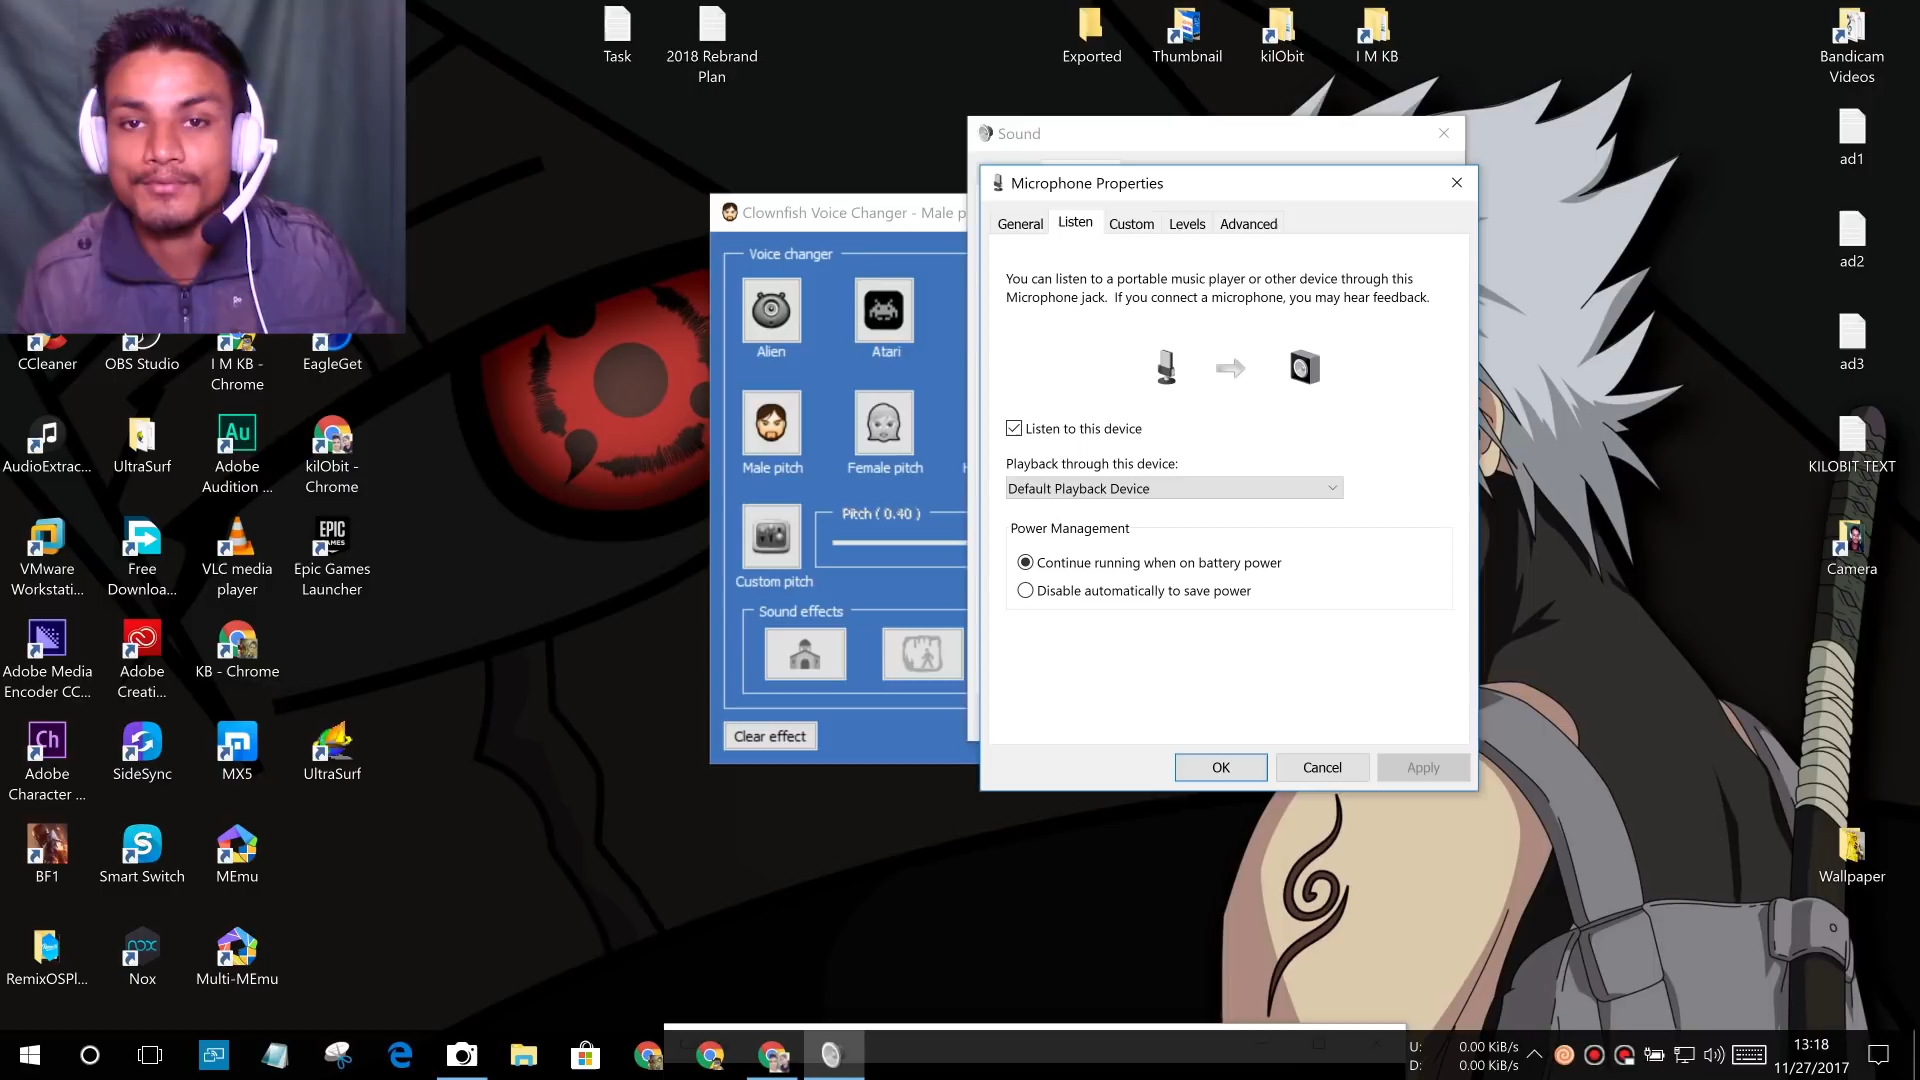 Task
2018 Rebrand
Plan
Exported
Thumbnail
kilObit
I M KB
Bandicam
Videos
ad1
ad2
ad3
KILOBIT TEXT
Camera
Wallpaper
CCleaner
OBS Studio
I M KB -
Chrome
EagleGet
AudioExtrac...
UltraSurf
Au
Adobe
Audition ...
kilObit -
Chrome
VMware
Workstati...
Free
Downloa...
VLC media
player
EPIC
GAMES
Epic Games
Launcher
Adobe Media
Encoder CC...
Adobe
Creati...
KB - Chrome
Ch
Adobe
Character ...
SideSync
MX5
UltraSurf
BF1
Smart Switch
MEmu
RemixOSPl...
nox
Nox
Multi-MEmu
Clownfish Voice Changer - Male p
Voice changer
Alien
Atari
Male pitch
Female pitch
Pitch ( 0.40 )
Custom pitch
Sound effects
Clear effect
Sound
Microphone Properties
General Listen Custom Levels Advanced
You can listen to a portable music player or other device through this
Microphone jack. If you connect a microphone, you may hear feedback.
Listen to this device
Playback through this device:
Default Playback Device
Power Management
Continue running when on battery power
Disable automatically to save power
OK Cancel Apply
U: 0.00 KiB/s
D: 0.00 KiB/s
13:18
11/27/2017